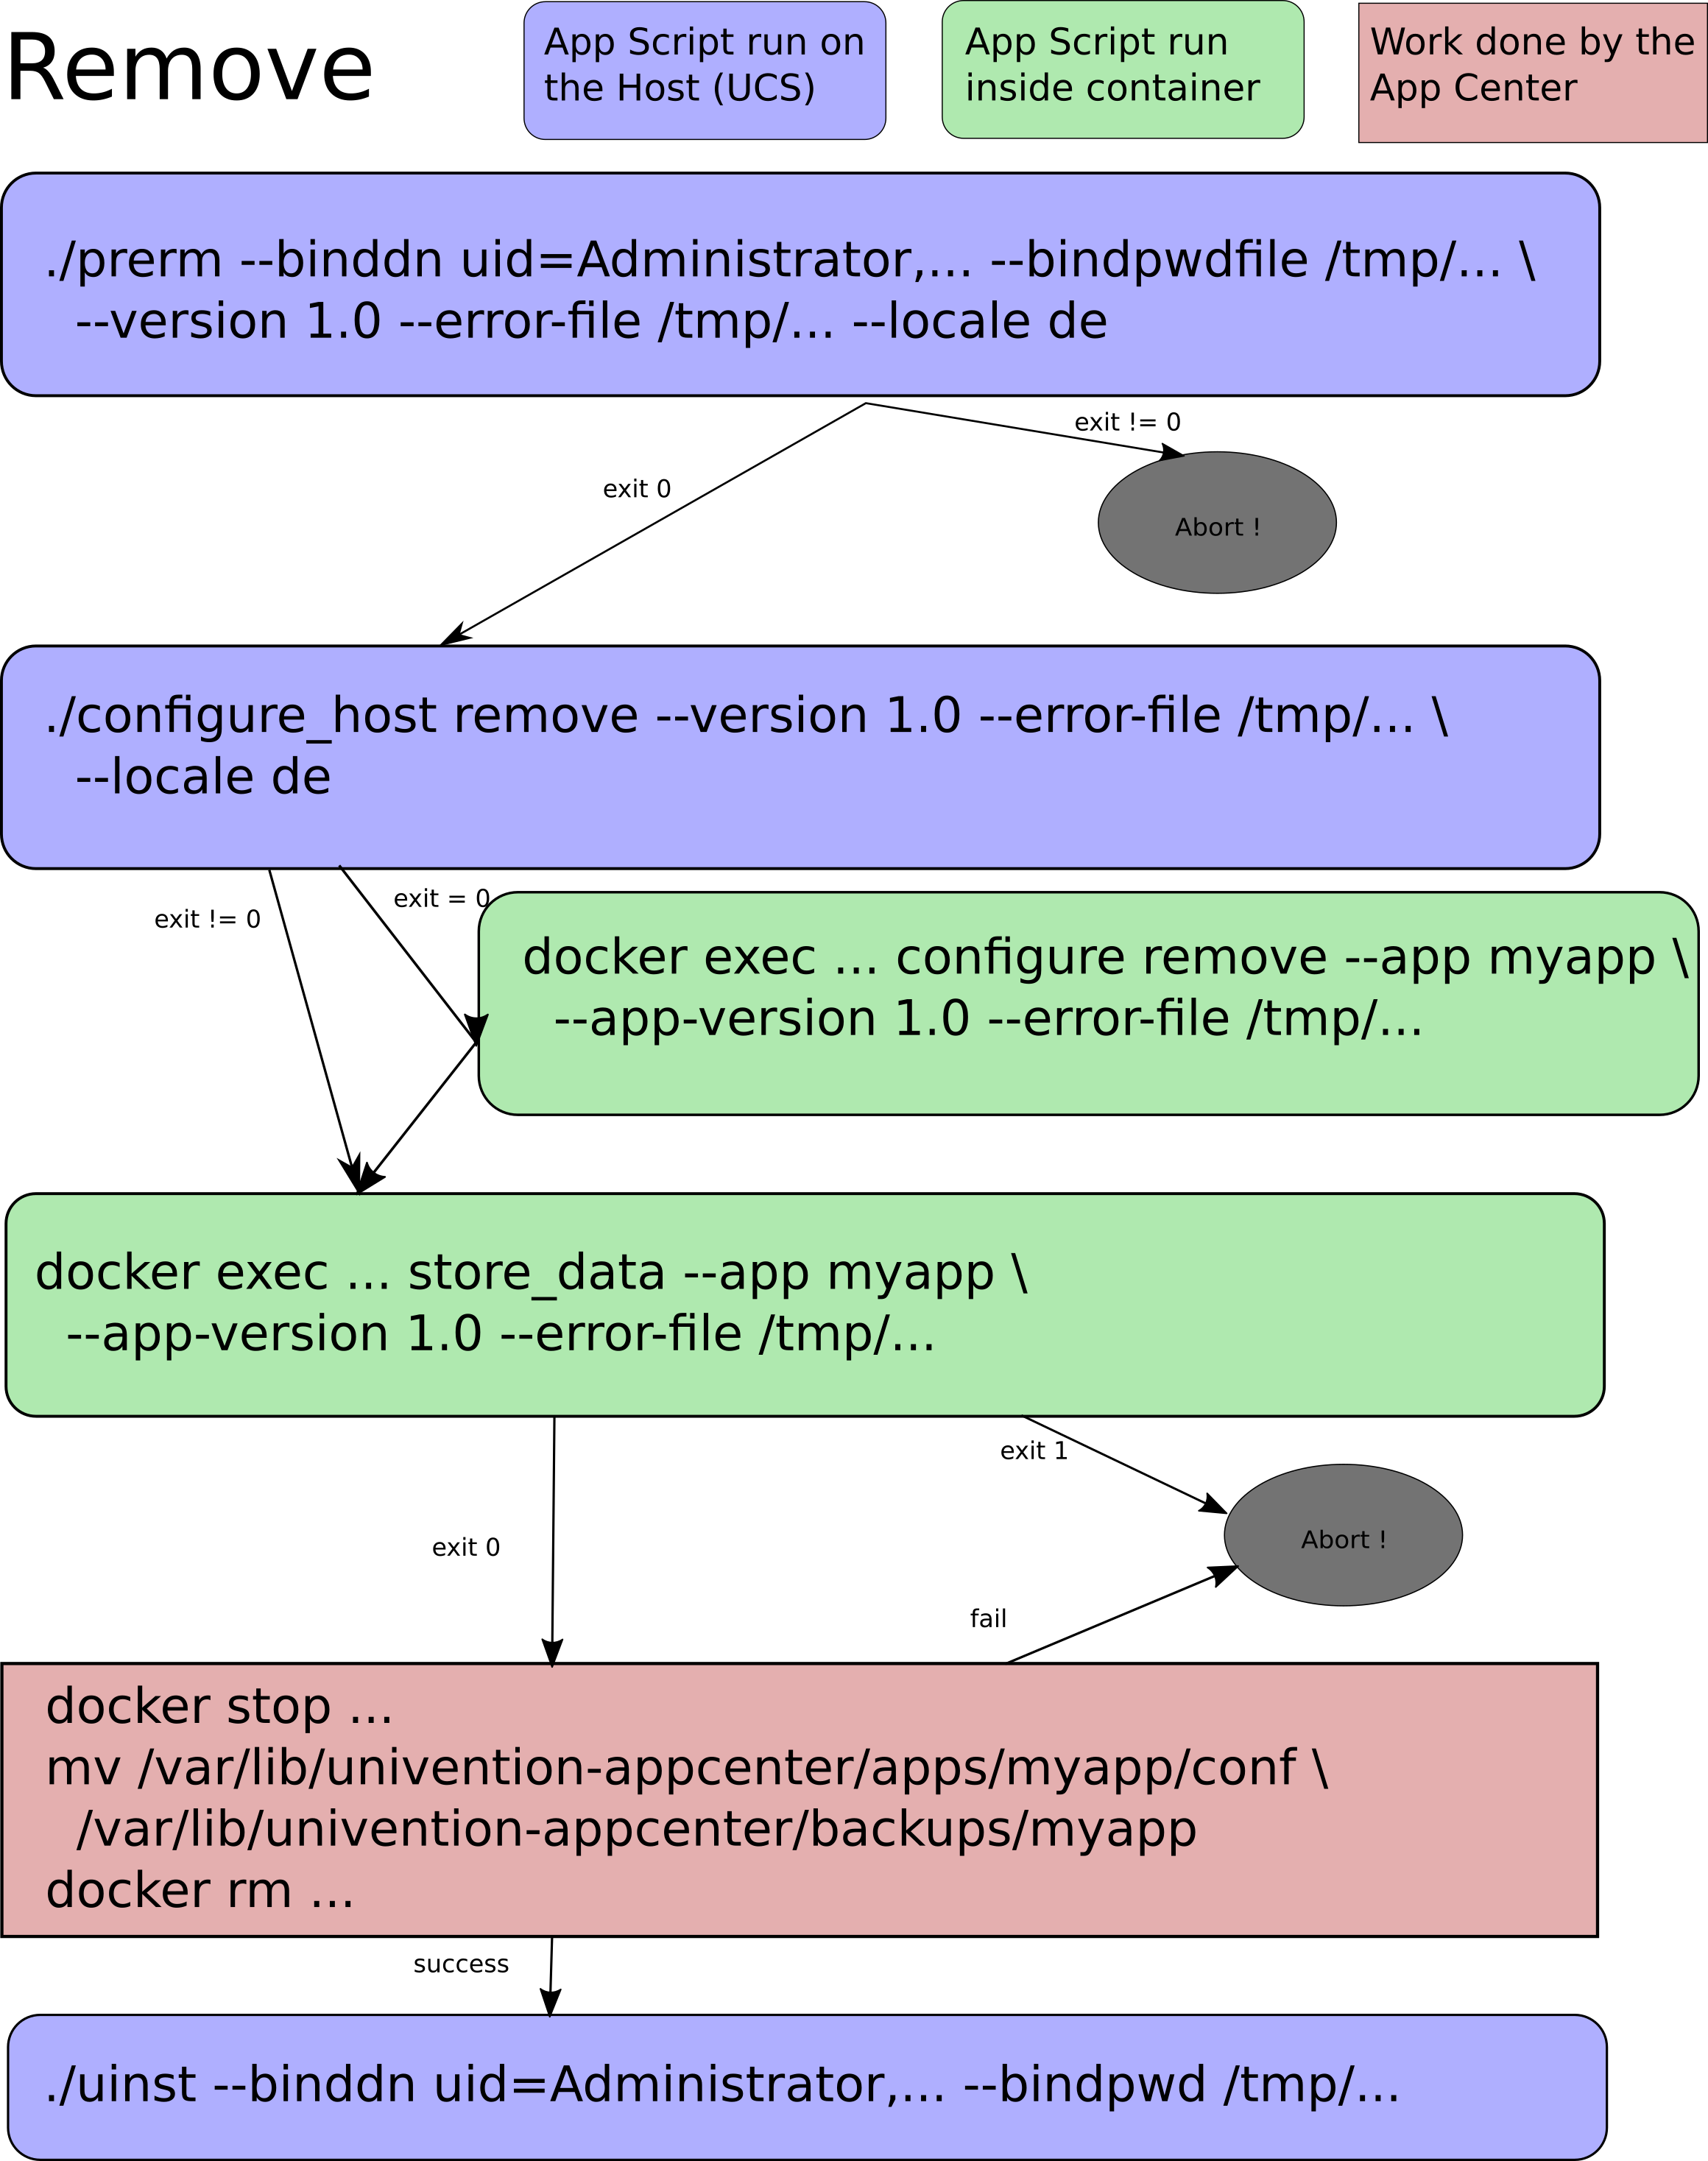 Remove
App Script run on
the Host (UCS)
App Script run
inside container
Work done by the
App Center
./prerm --binddn uid=Administrator,... --bindpwdfile /tmp/... \
--version 1.0 --error-file /tmp/... --locale de
exit != 0
exit 0
Abort !
./configure_host remove --version 1.0 --error-file /tmp/... \
--locale de
exit = 0
exit != 0
docker exec ... configure remove --app myapp \
--app-version 1.0 --error-file /tmp/...
docker exec ... store_data --app myapp \
--app-version 1.0 --error-file /tmp/...
exit 1
exit 0
Abort !
fail
docker stop ...
mv /var/lib/univention-appcenter/apps/myapp/conf \
/var/lib/univention-appcenter/backups/myapp
docker rm ...
success
./uinst --binddn uid=Administrator,... --bindpwd /tmp/...